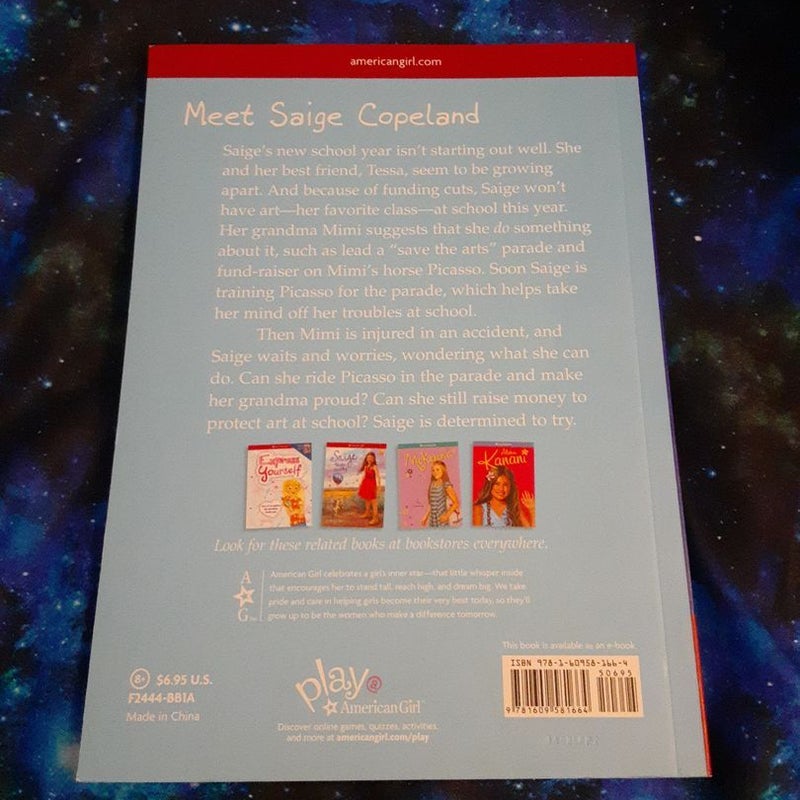 americangirl.com
Meet Saige Copeland
Saige's new school year isn't starting out well. She
and her best friend, Tessa, seem to be growing
apart. And because of funding cuts, Saige won't
have art—her favorite class—at school this year.
Her grandma Mimi suggests that she do something
about it, such as lead a "save the arts" parade and
fund-raiser on Mimi's horse Picasso. Soon Saige is
training Picasso for the parade, which helps take
her mind off her troubles at school.
Then Mimi is injured in an accident, and
Saige waits and worries, wondering what she can
do. Can she ride Picasso in the parade and make
her grandma proud? Can she still raise money to
protect art at school? Saige is determined to try.
Express
Yourself
Saige
Kanani
Look for these related books at bookstores everywhere.
A
G
American Girl celebrates a girl's inner star—that little whisper inside
that encourages her to stand tall, reach high, and dream big. We take
pride and care in helping girls become their very best today, so they'll
grow up to be the women who make a difference tomorrow.
This book is available as an e-book.
8+ $6.95 U.S.
F2444-BB1A
Made in China
play@
American Girl
Discover online games, quizzes, activities,
and more at americangirl.com/play
ISBN 978-1-60958-166-4
50695
9 781609 581664